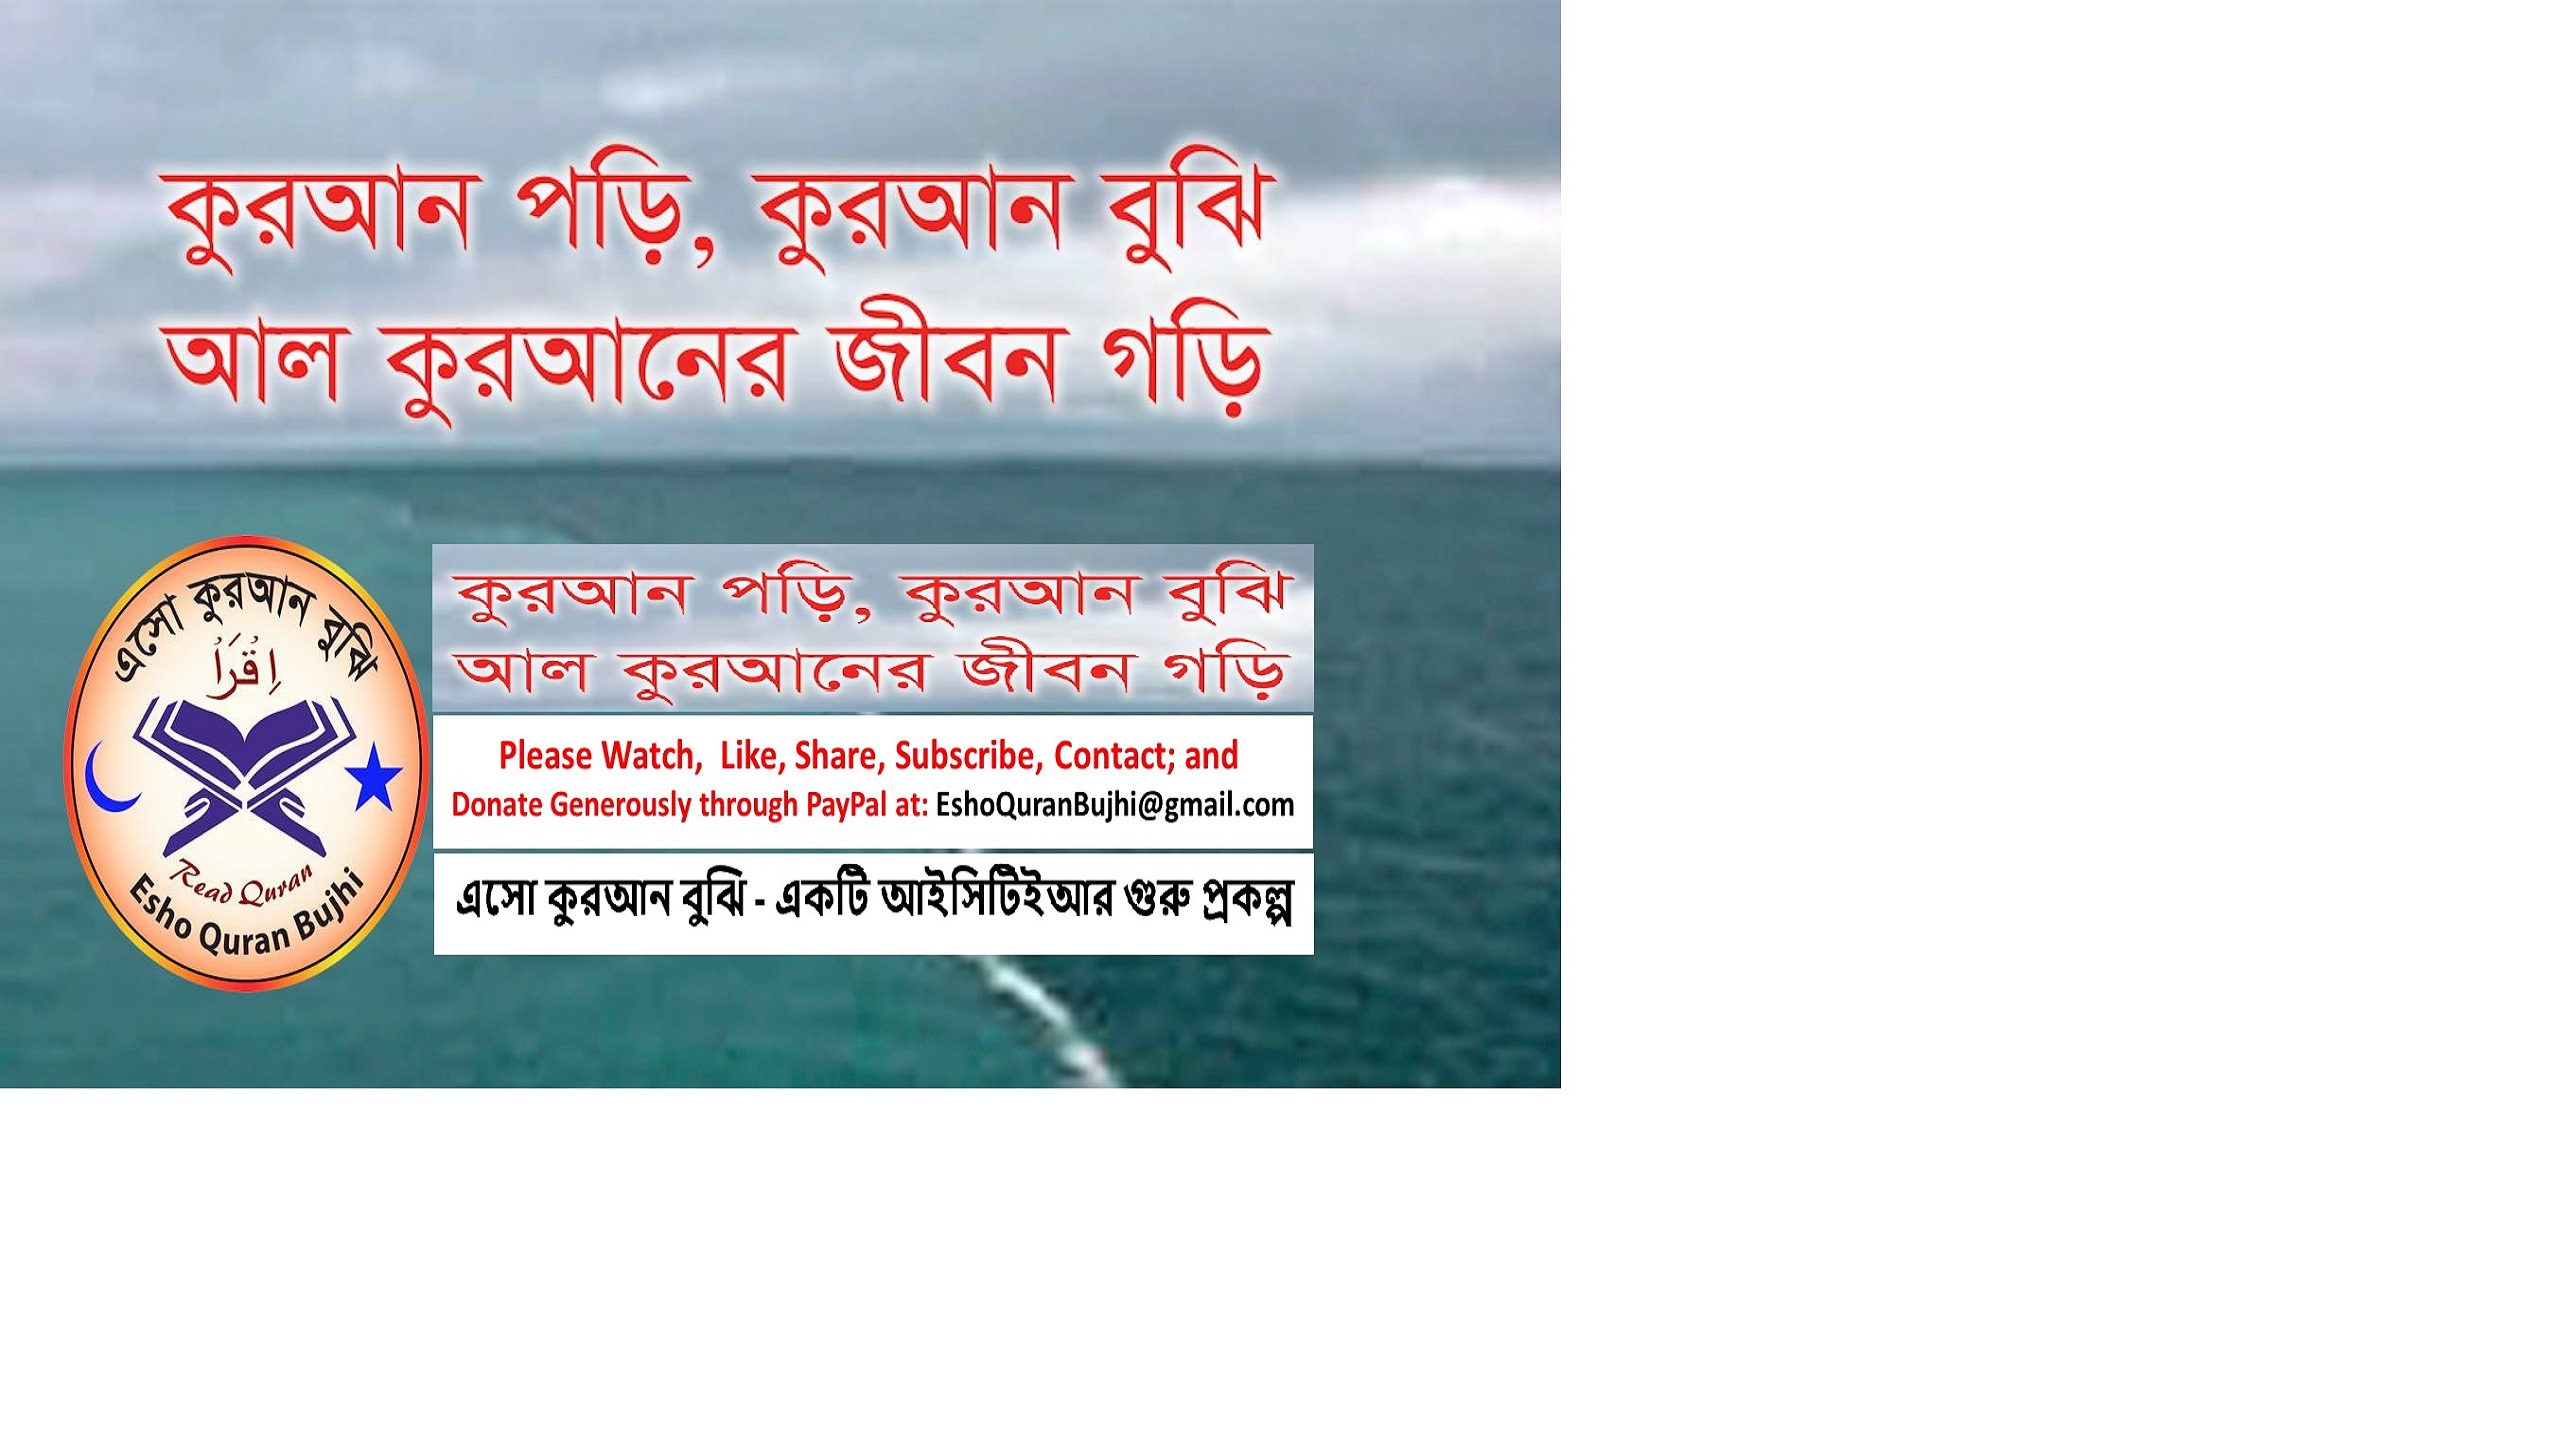 কুরআন পড়ি, কুরআন বুঝি
আল কুরআনের জীবন গড়ি
এসো কুরআন বুঝি
اِقْرَأْ
Read Quran
Esho Quran Bujhi
কুরআন পড়ি, কুরআন বুঝি
আল কুরআনের জীবন গড়ি
Please Watch, Like, Share, Subscribe, Contact; and
Donate Generously through PayPal at: EshoQuranBujhi@gmail.com
এসো কুরআন বুঝি - একটি আইসিটিইআর গুরু প্রকল্প